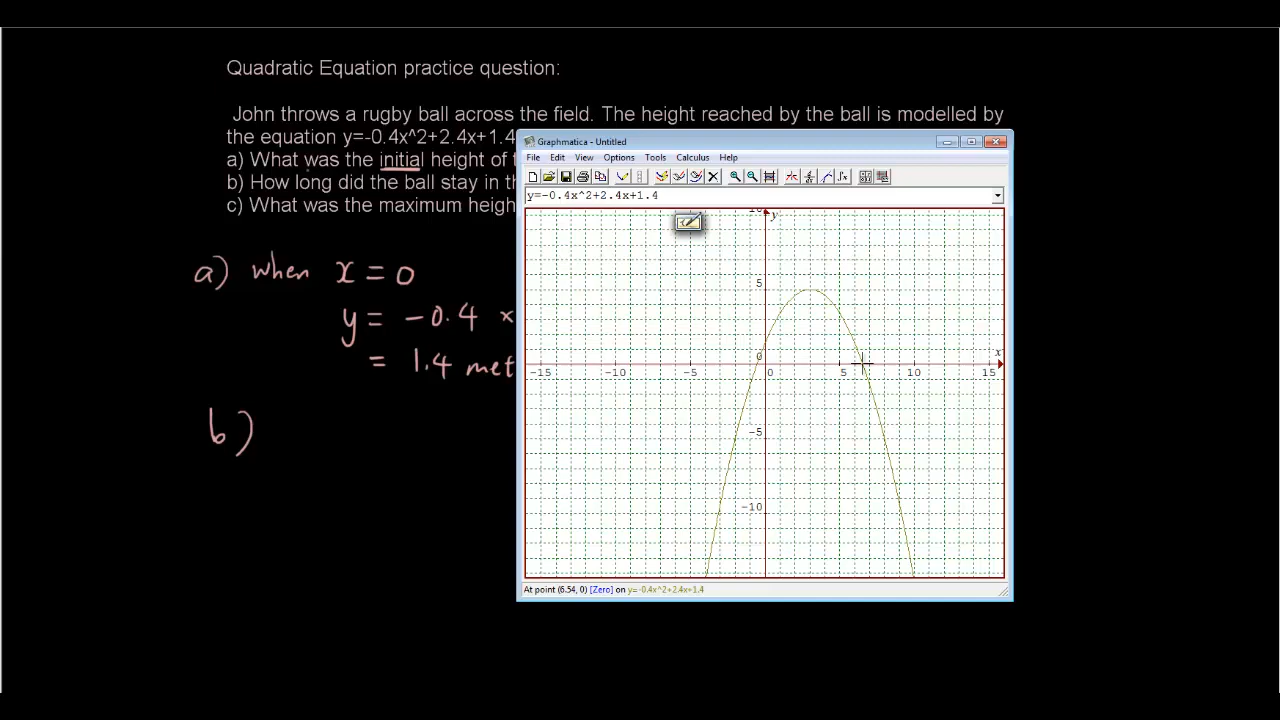 Quadratic Equation practice question:
John throws a rugby ball across the field. The height reached by the ball is modelled by
the equation y=-0.4x^2+2.4x+1.4
a) What was the initial height of
b) How long did the ball stay in
c) What was the maximum heigh
a) when x = 0
y = -0.4 x
= 1.4 met
b)
Graphmatica - Untitled
File Edit View Options Tools Calculus Help
y=-0.4x^2+2.4x+1.4
10 y
5
0 x
-15 -10 -5 0 5 10 15
-5
-10
At point (6.54, 0) [Zero] on y=-0.4x^2+2.4x+1.4